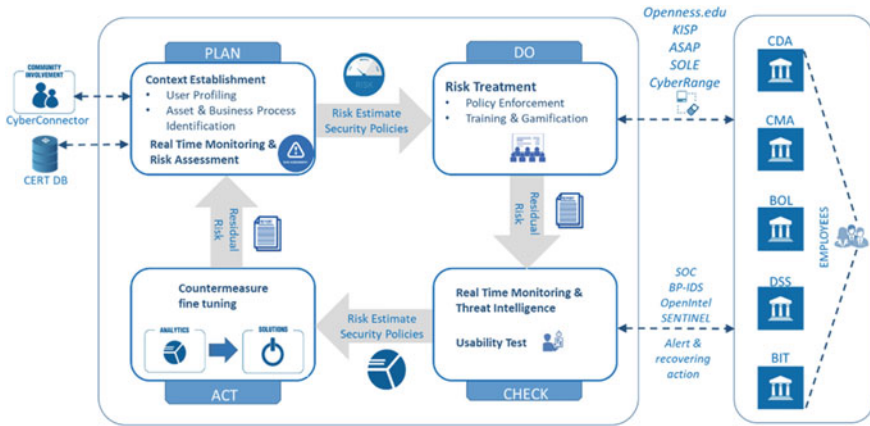 PLAN
Context Establishment
• User Profiling
• Asset & Business Process
Identification
Real Time Monitoring &
Risk Assessment
COMMUNITY
INVOLVEMENT
CyberConnector
CERT DB
RISK
Risk Estimate
Security Policies
DO
Risk Treatment
• Policy Enforcement
• Training & Gamification
Openness.edu
KISP
ASAP
SOLE
CyberRange
Residual
Risk
Residual
Risk
Countermeasure
fine tuning
ANALYTICS
SOLUTIONS
ACT
Risk Estimate
Security Policies
Real Time Monitoring &
Threat Intelligence
Usability Test
CHECK
SOC
BP-IDS
OpenIntel
SENTINEL
Alert &
recovering
action
CDA
CMA
BOL
DSS
BIT
EMPLOYEES